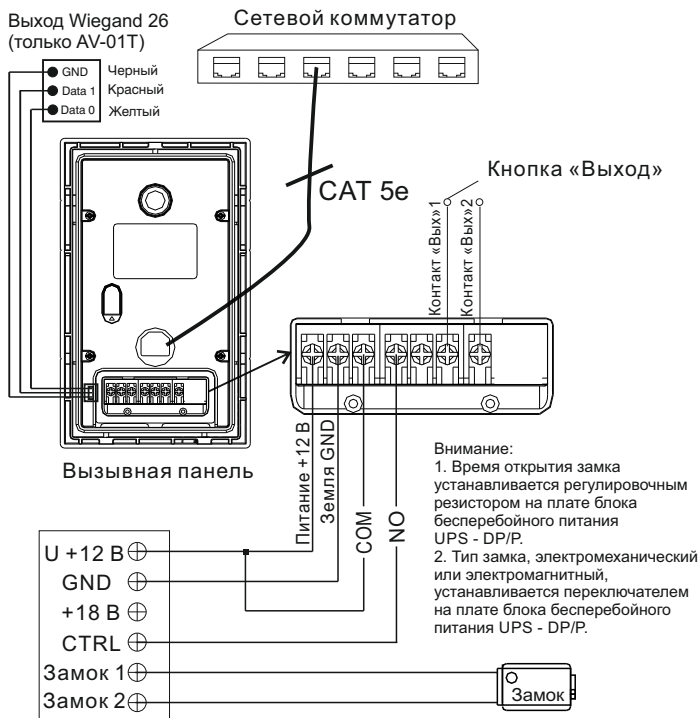 Выход Wiegand 26
(только AV-01T)
GND Черный
Data 1 Красный
Data 0 Желтый
Сетевой коммутатор
CAT 5e
Кнопка «Выход»
Контакт «Вых»1
Контакт «Вых»2
Вызывная панель
Питание +12 В
Земля GND
COM
NO
Внимание:
1. Время открытия замка
устанавливается регулировочным
резистором на плате блока
бесперебойного питания
UPS - DP/P.
2. Тип замка, электромеханический
или электромагнитный,
устанавливается переключателем
на плате блока бесперебойного
питания UPS - DP/P.
U +12 В
GND
+18 В
CTRL
Замок 1
Замок 2
Замок